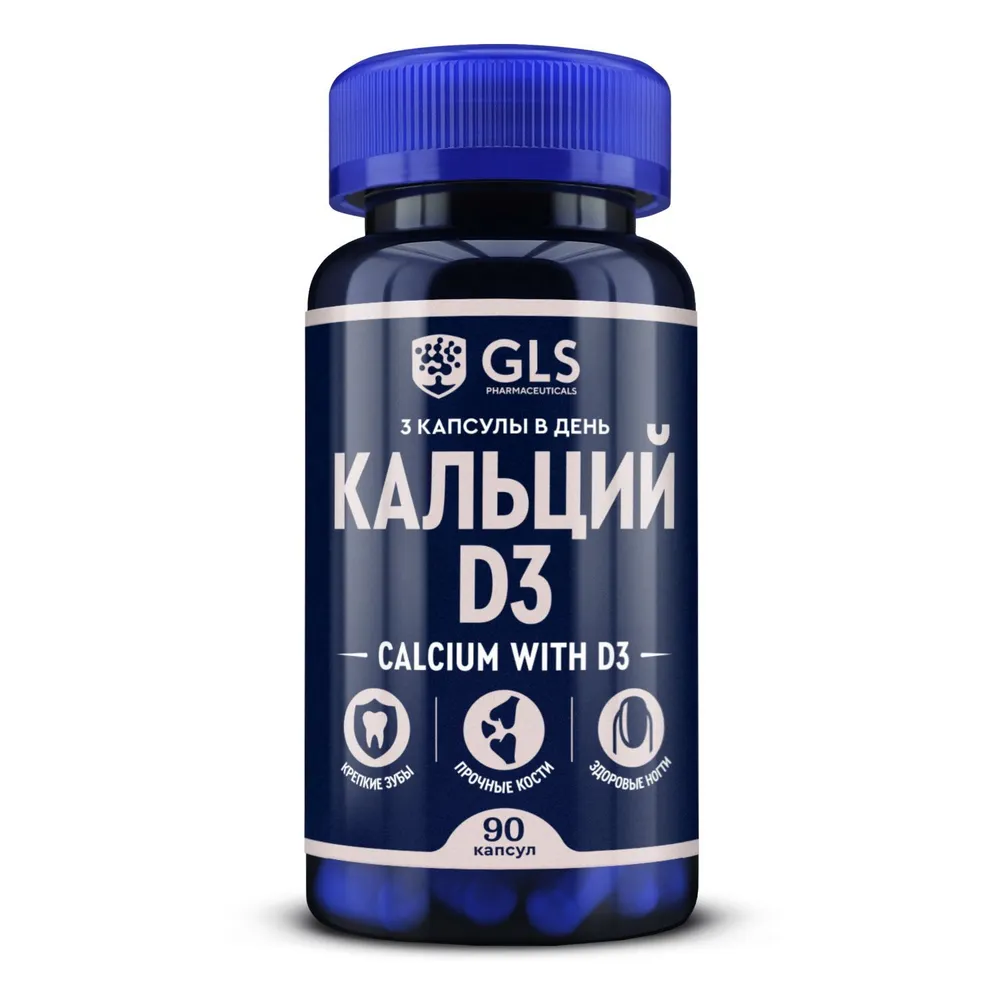 GLS
PHARMACEUTICALS
3 КАПСУЛЫ В ДЕНЬ
КАЛЬЦИЙ
D3
CALCIUM WITH D3
КРЕПКИЕ ЗУБЫ
ПРОЧНЫЕ КОСТИ
ЗДОРОВЫЕ НОГТИ
90
капсул